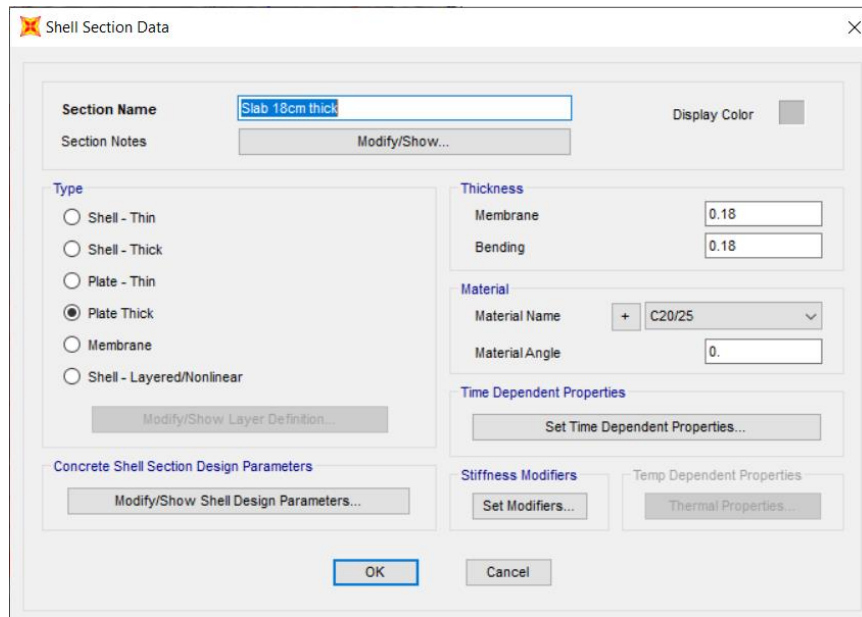 Shell Section Data
Section Name
Slab 18cm thick
Display Color
Section Notes
Modify/Show...
Type
Shell - Thin
Shell - Thick
Plate - Thin
Plate Thick
Membrane
Shell - Layered/Nonlinear
Modify/Show Layer Definition...
Concrete Shell Section Design Parameters
Modify/Show Shell Design Parameters...
Thickness
Membrane
0.18
Bending
0.18
Material
Material Name
+
C20/25
Material Angle
0.
Time Dependent Properties
Set Time Dependent Properties...
Stiffness Modifiers
Set Modifiers...
Temp Dependent Properties
Thermal Properties...
OK
Cancel